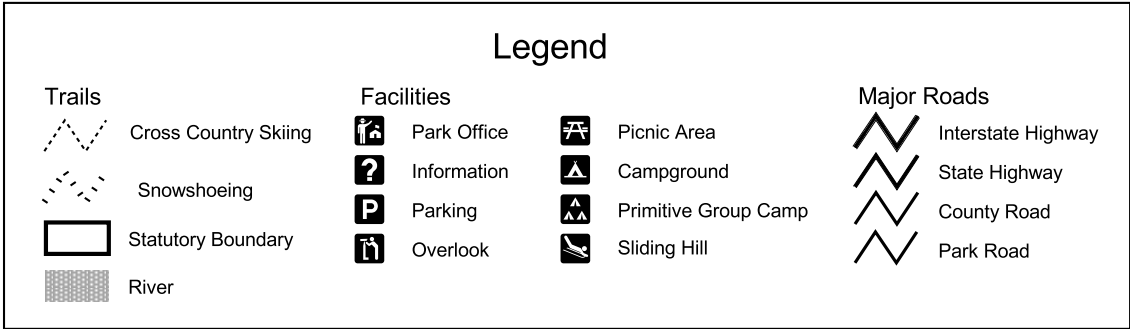 Legend
Trails
Cross Country Skiing
Snowshoeing
Statutory Boundary
River
Facilities
Park Office
? Information
P Parking
Overlook
Picnic Area
Campground
Primitive Group Camp
Sliding Hill
Major Roads
Interstate Highway
State Highway
County Road
Park Road